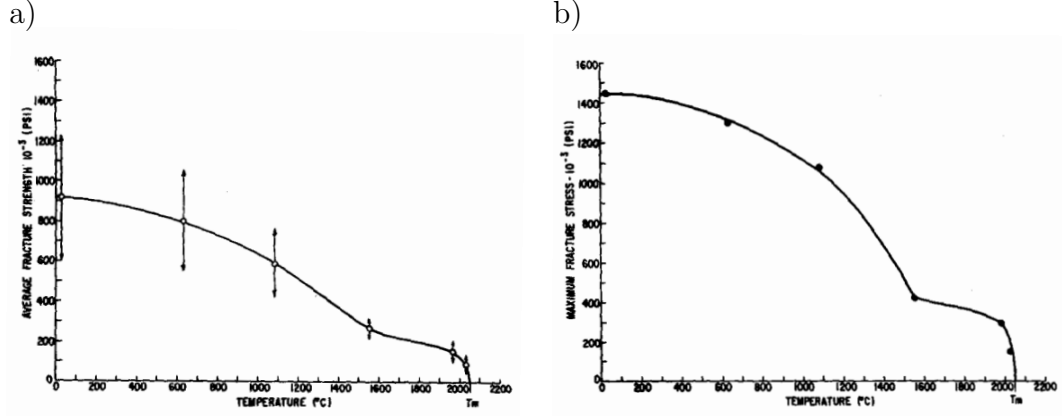 a)
1600
1400
1200
1000
800
600
400
200
0
AVERAGE FRACTURE STRENGTH 10⁻³ (PSI)
0 200 400 600 800 1000 1200 1400 1600 1800 2000 2200
TEMPERATURE (°C) Tm
b)
1600
1400
1200
1000
800
600
400
200
0
MAXIMUM FRACTURE STRESS - 10⁻³ (PSI)
0 200 400 600 800 1000 1200 1400 1600 1800 2000 2200
TEMPERATURE (°C) Tm